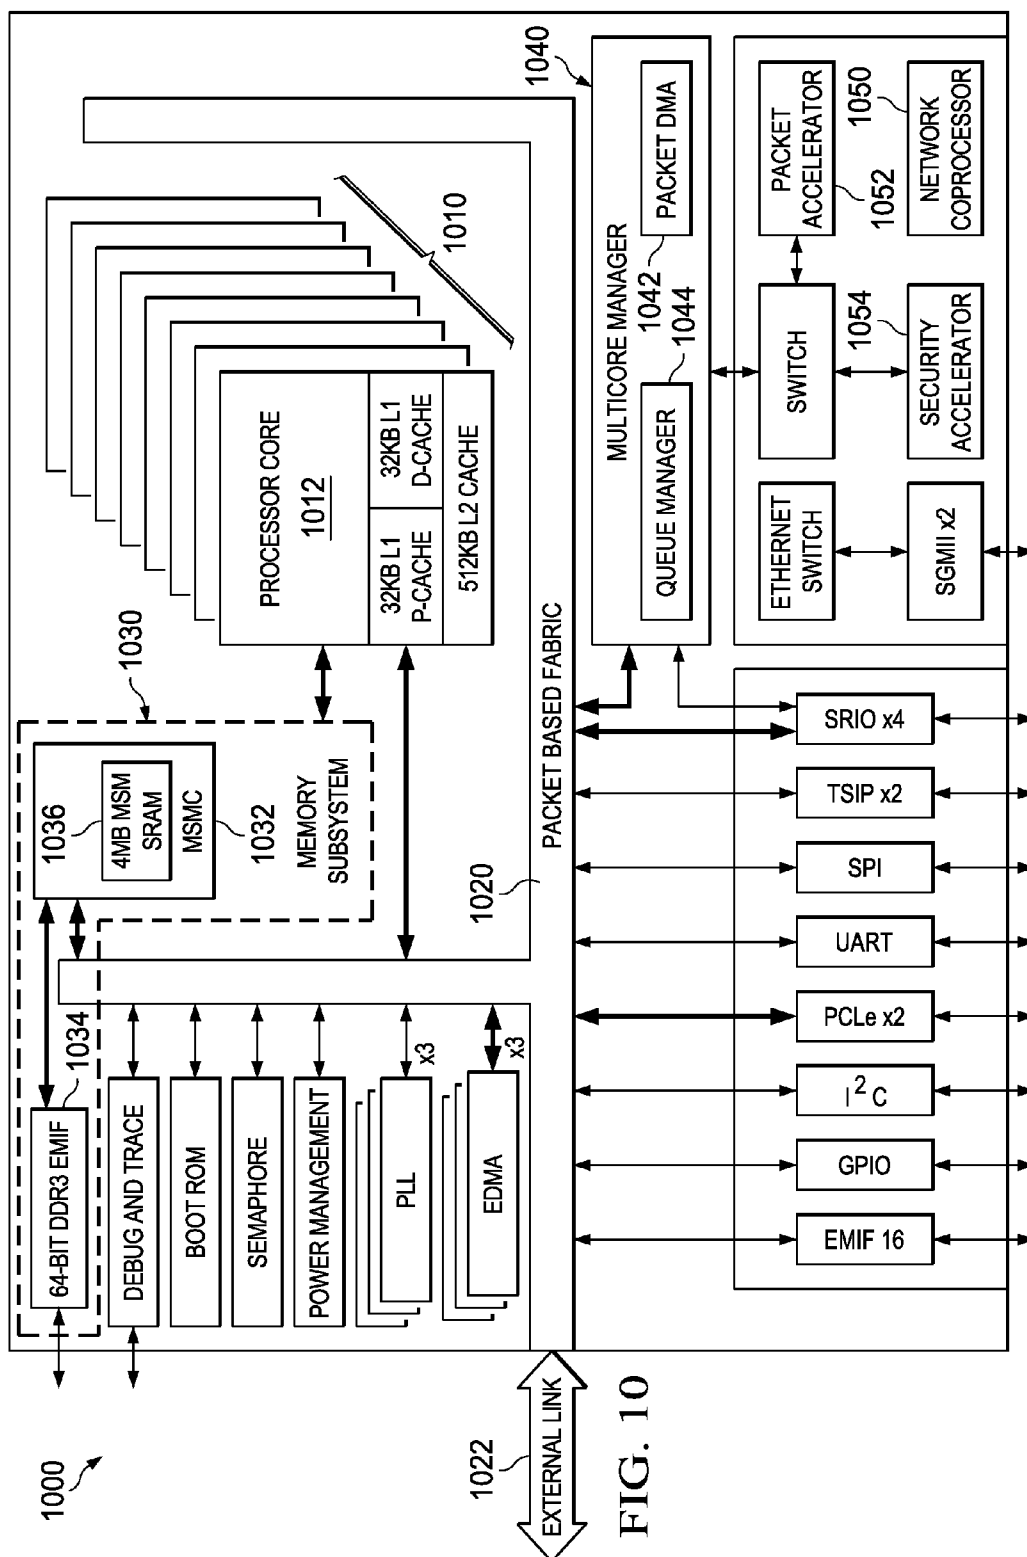 1000
64-BIT DDR3 EMIF
1034
1036
4MB MSM
SRAM
MSMC
1032
1030
MEMORY
SUBSYSTEM
DEBUG AND TRACE
BOOT ROM
SEMAPHORE
POWER MANAGEMENT
PLL
x3
EDMA
x3
PROCESSOR CORE
1012
32KB L1
P-CACHE
32KB L1
D-CACHE
512KB L2 CACHE
1010
1020
PACKET BASED FABRIC
1022
EXTERNAL LINK
1040
MULTICORE MANAGER
QUEUE MANAGER
1044
1042
PACKET DMA
EMIF 16
GPIO
I2 C
PCLe x2
UART
SPI
TSIP x2
SRIO x4
ETHERNET
SWITCH
SGMII x2
SWITCH
1054
SECURITY
ACCELERATOR
PACKET
ACCELERATOR
1052
1050
NETWORK
COPROCESSOR
FIG. 10